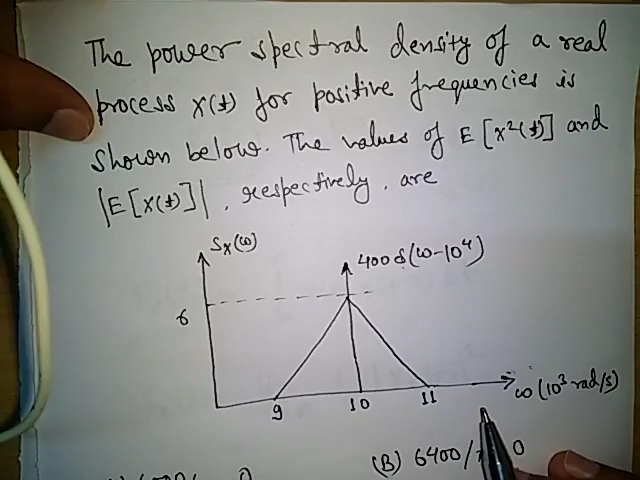 The power spectral density of a real
process X(t) for positive frequencies is
shown below. The values of E[X²(t)] and
|E[X(t)]|, respectively, are
Sx(ω)
400δ(ω-10⁴)
6
9 10 11
ω(10³ rad/s)
(B) 6400/
0